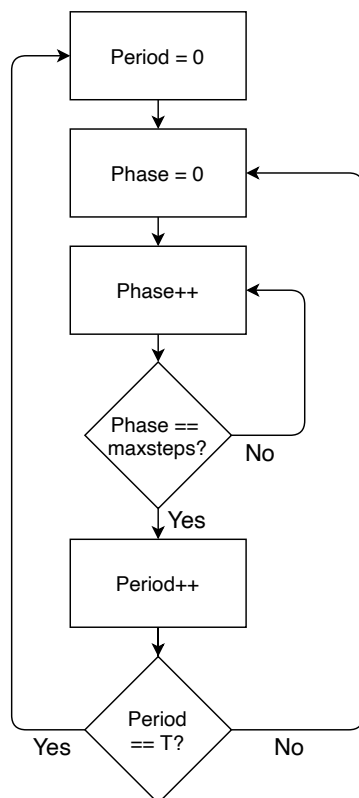 Period = 0
Phase = 0
Phase++
Phase ==
maxsteps?
No
Yes
Period++
Period
== T?
Yes
No